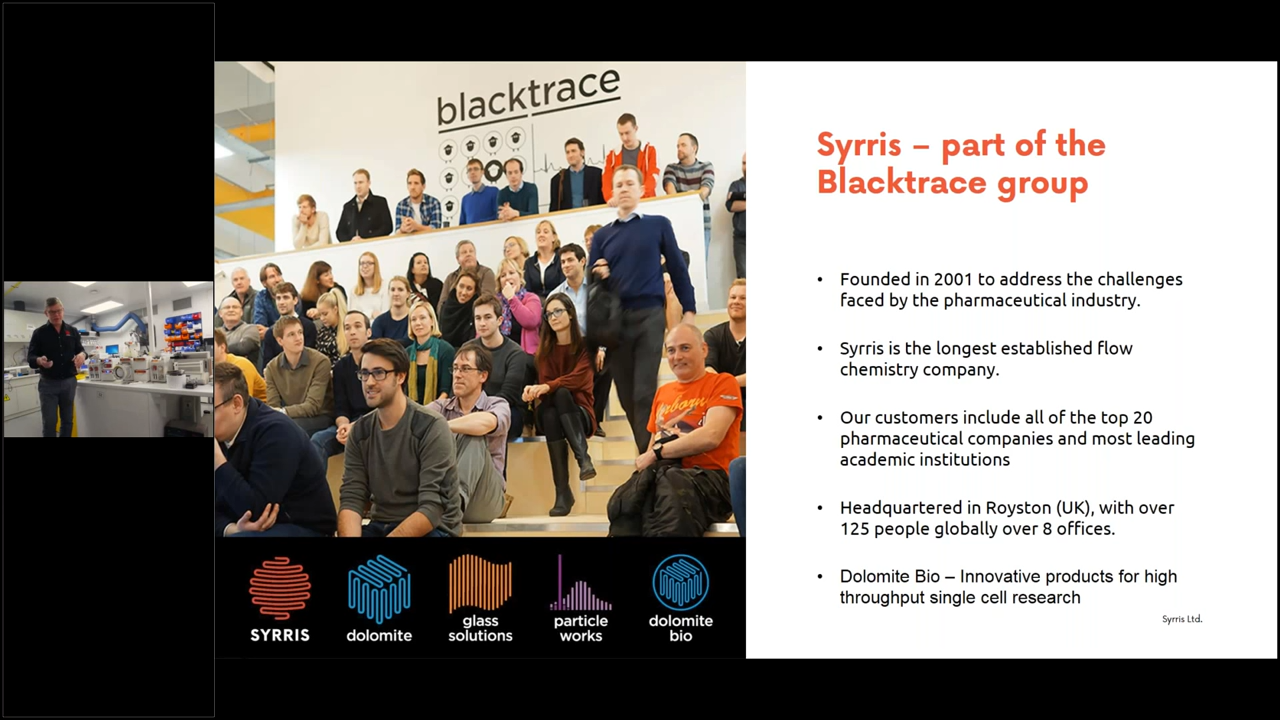 blacktrace
Syrris – part of the
Blacktrace group
• Founded in 2001 to address the challenges
faced by the pharmaceutical industry.
• Syrris is the longest established flow
chemistry company.
• Our customers include all of the top 20
pharmaceutical companies and most leading
academic institutions
• Headquartered in Royston (UK), with over
125 people globally over 8 offices.
• Dolomite Bio – Innovative products for high
throughput single cell research
Syrris Ltd.
SYRRIS
dolomite
glass
solutions
particle
works
dolomite
bio